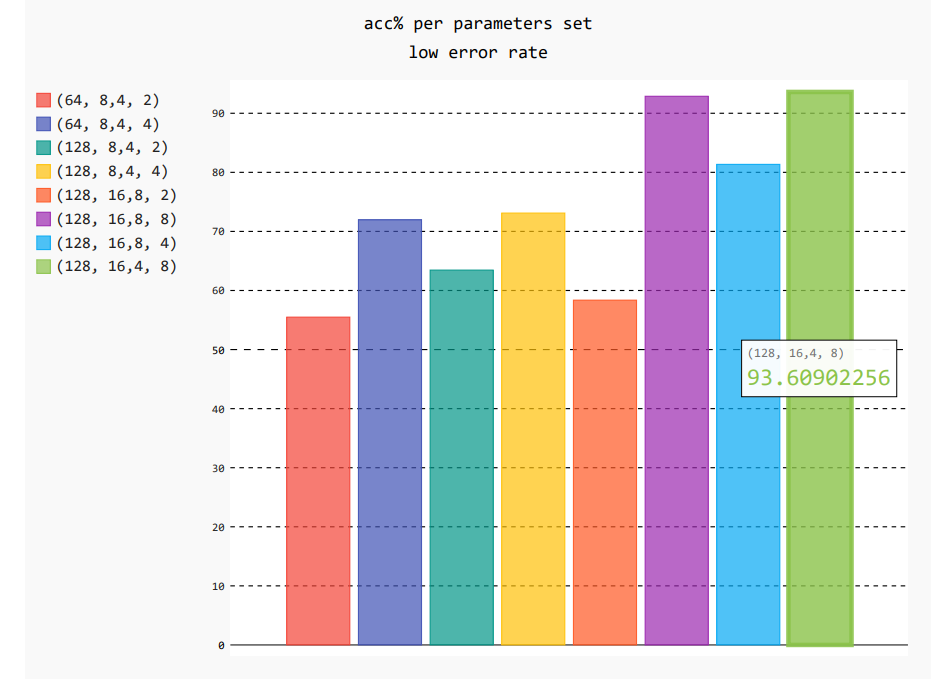 acc% per parameters set
low error rate
(64, 8,4, 2)
(64, 8,4, 4)
(128, 8,4, 2)
(128, 8,4, 4)
(128, 16,8, 2)
(128, 16,8, 8)
(128, 16,8, 4)
(128, 16,4, 8)
90
80
70
60
50
40
30
20
10
0
(128, 16,4, 8)
93.60902256